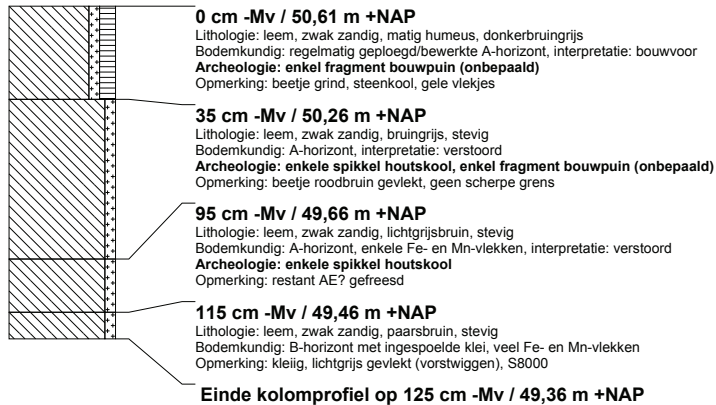 0 cm -Mv / 50,61 m +NAP
Lithologie: leem, zwak zandig, matig humeus, donkerbruingrijs
Bodemkundig: regelmatig geploegd/bewerkte A-horizont, interpretatie: bouwvoor
Archeologie: enkel fragment bouwpuin (onbepaald)
Opmerking: beetje grind, steenkool, gele vlekjes
35 cm -Mv / 50,26 m +NAP
Lithologie: leem, zwak zandig, bruingrijs, stevig
Bodemkundig: A-horizont, interpretatie: verstoord
Archeologie: enkele spikkel houtskool, enkel fragment bouwpuin (onbepaald)
Opmerking: beetje roodbruin gevlekt, geen scherpe grens
95 cm -Mv / 49,66 m +NAP
Lithologie: leem, zwak zandig, lichtgrijsbruin, stevig
Bodemkundig: A-horizont, enkele Fe- en Mn-vlekken, interpretatie: verstoord
Archeologie: enkele spikkel houtskool
Opmerking: restant AE? gefreesd
115 cm -Mv / 49,46 m +NAP
Lithologie: leem, zwak zandig, paarsbruin, stevig
Bodemkundig: B-horizont met ingespoelde klei, veel Fe- en Mn-vlekken
Opmerking: kleiig, lichtgrijs gevlekt (vorstwiggen), S8000
Einde kolomprofiel op 125 cm -Mv / 49,36 m +NAP